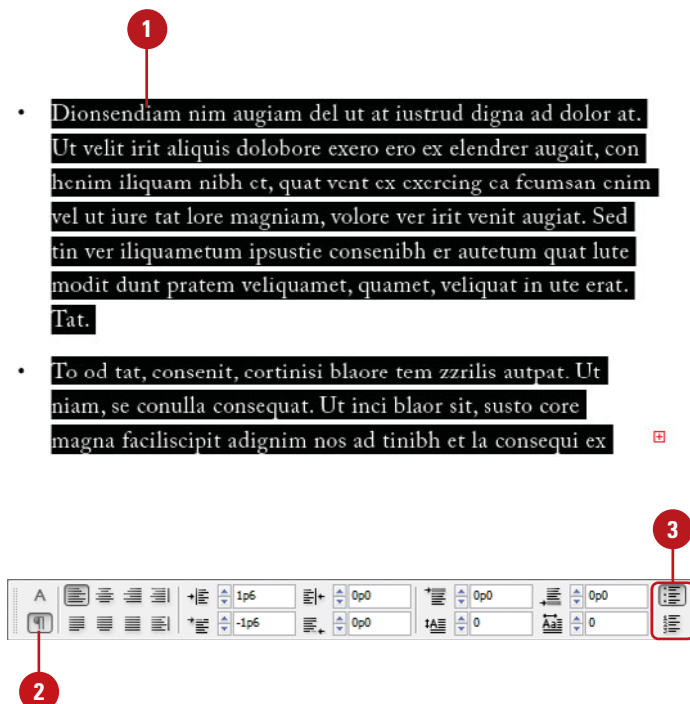 1
• Dionsendiam nim augiam del ut at iustrud digna ad dolor at.
Ut velit irit aliquis dolobore exero ero ex elendrer augait, con
henim iliquam nibh et, quat vent ex exercing ea feumsan enim
vel ut iure tat lore magniam, volore ver irit venit augiat. Sed
tin ver iliquametum ipsustie consenibh er autetum quat lute
modit dunt pratem veliquamet, quamet, veliquat in ute erat.
Tat.
• To od tat, consenit, cortinisi blaore tem zzrilis autpat. Ut
niam, se conulla consequat. Ut inci blaor sit, susto core
magna faciliscipit adignim nos ad tinibh et la consequi ex
3
A 1p6 0p0 0p0 0p0
¶ -1p6 0p0 0 0
2